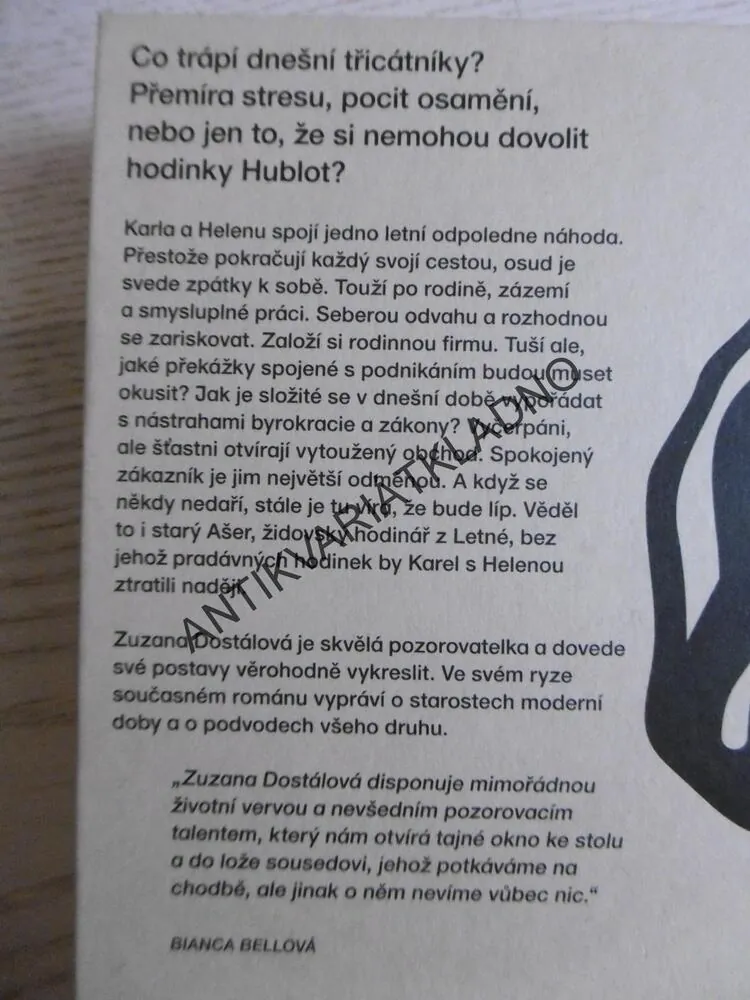 Co trápí dnešní třicátníky?
Přemíra stresu, pocit osamění,
nebo jen to, že si nemohou dovolit
hodinky Hublot?
Karla a Helenu spojí jedno letní odpoledne náhoda.
Přestože pokračují každý svojí cestou, osud je
svede zpátky k sobě. Touží po rodině, zázemí
a smysluplné práci. Seberou odvahu a rozhodnou
se zariskovat. Založí si rodinnou firmu. Tuší ale,
jaké překážky spojené s podnikáním budou muset
okusit? Jak je složité se v dnešní době vypořádat
s nástrahami byrokracie a zákony? Vyčerpáni,
ale šťastni otvírají vytoužený obchod. Spokojený
zákazník je jim největší odměnou. A když se
někdy nedaří, stále je tu víra, že bude líp. Věděl
to i starý Ašer, židovský hodinář z Letné, bez
jehož pradávných hodinek by Karel s Helenou
ztratili naději.
Zuzana Dostálová je skvělá pozorovatelka a dovede
své postavy věrohodně vykreslit. Ve svém ryze
současném románu vypráví o starostech moderní
doby a o podvodech všeho druhu.
„Zuzana Dostálová disponuje mimořádnou
životní vervou a nevšedním pozorovacím
talentem, který nám otvírá tajné okno ke stolu
a do lože sousedovi, jehož potkáváme na
chodbě, ale jinak o něm nevíme vůbec nic.“
BIANCA BELLOVÁ
ANTIKVARIATKLADNO